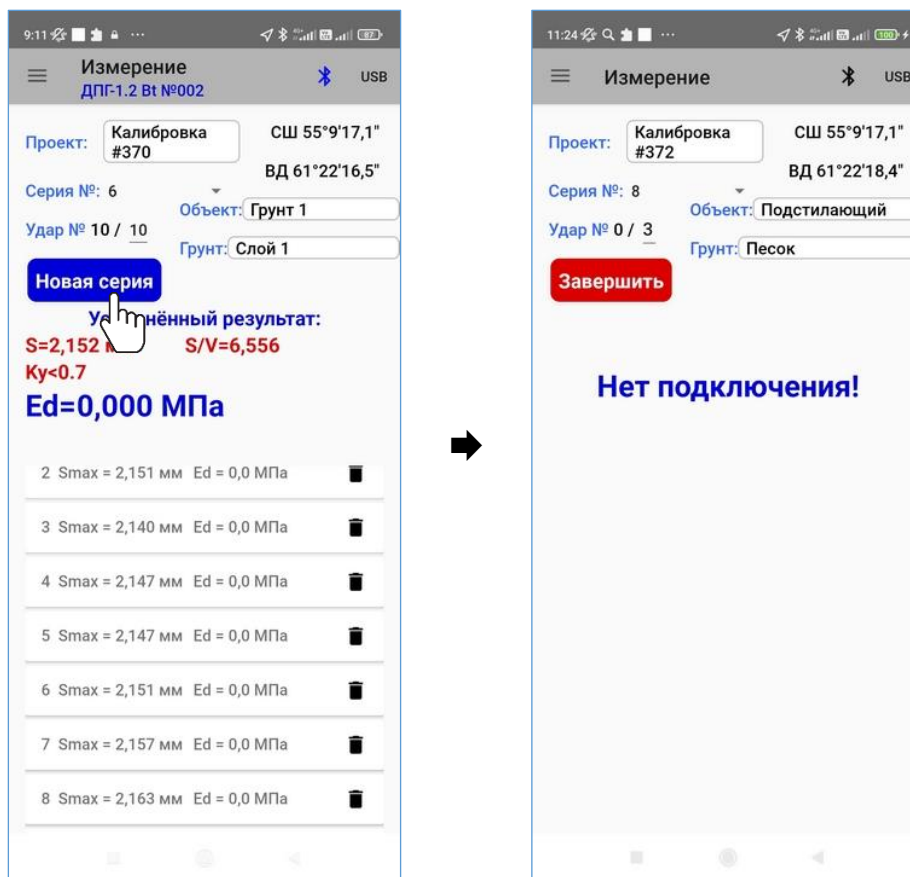 9:11
87
Измерение
ДПГ-1.2 Bt №002
USB
Проект:
Калибровка
#370
СШ 55°9'17,1"
ВД 61°22'16,5"
Серия №: 6
Объект: Грунт 1
Удар № 10 / 10
Грунт: Слой 1
Новая серия
результат:
S=2,152
S/V=6,556
Ky<0.7
Ed=0,000 МПа
2 Smax = 2,151 мм Ed = 0,0 МПа
3 Smax = 2,140 мм Ed = 0,0 МПа
4 Smax = 2,147 мм Ed = 0,0 МПа
5 Smax = 2,147 мм Ed = 0,0 МПа
6 Smax = 2,151 мм Ed = 0,0 МПа
7 Smax = 2,157 мм Ed = 0,0 МПа
8 Smax = 2,163 мм Ed = 0,0 МПа
11:24
100
Измерение
USB
Проект:
Калибровка
#372
СШ 55°9'17,1"
ВД 61°22'18,4"
Серия №: 8
Объект: Подстилающий
Удар № 0 / 3
Грунт: Песок
Завершить
Нет подключения!